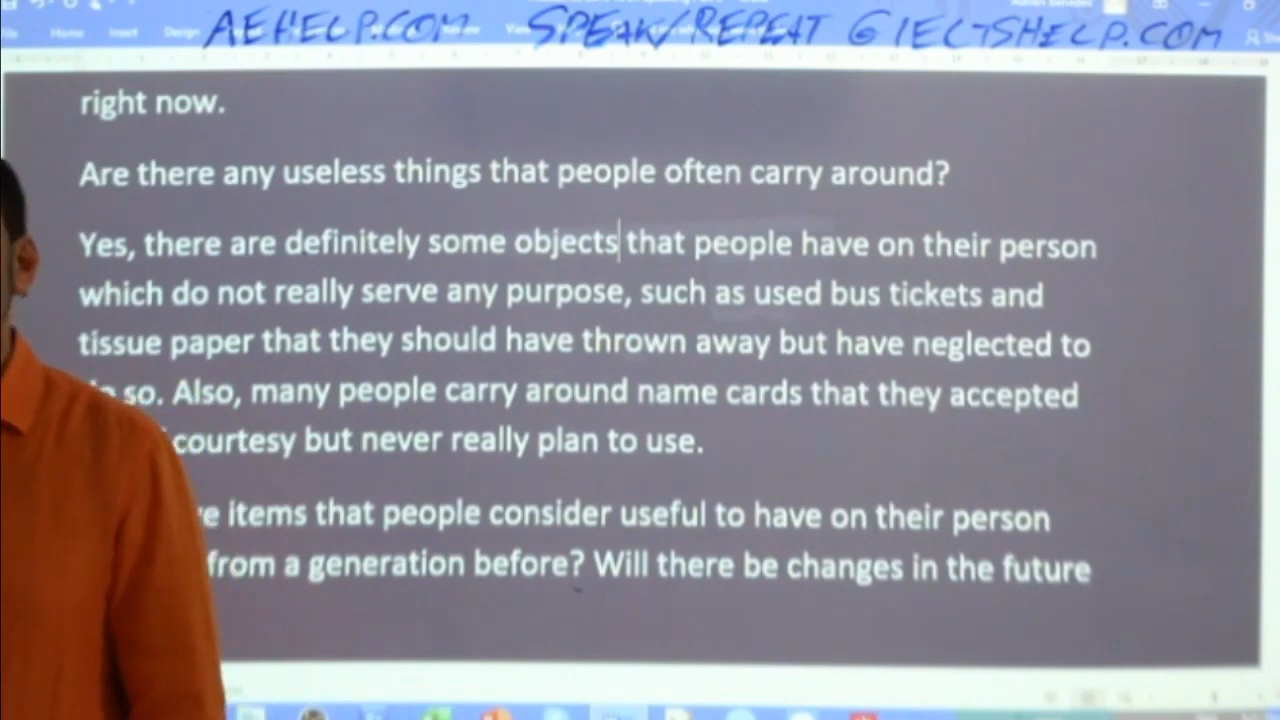 AEHELP.COM SPEAK/REPEAT @IELTSHELP.COM
Home Insert Design
right now.
Are there any useless things that people often carry around?
Yes, there are definitely some objects that people have on their person
which do not really serve any purpose, such as used bus tickets and
tissue paper that they should have thrown away but have neglected to
so. Also, many people carry around name cards that they accepted
courtesy but never really plan to use.
items that people consider useful to have on their person
from a generation before? Will there be changes in the future